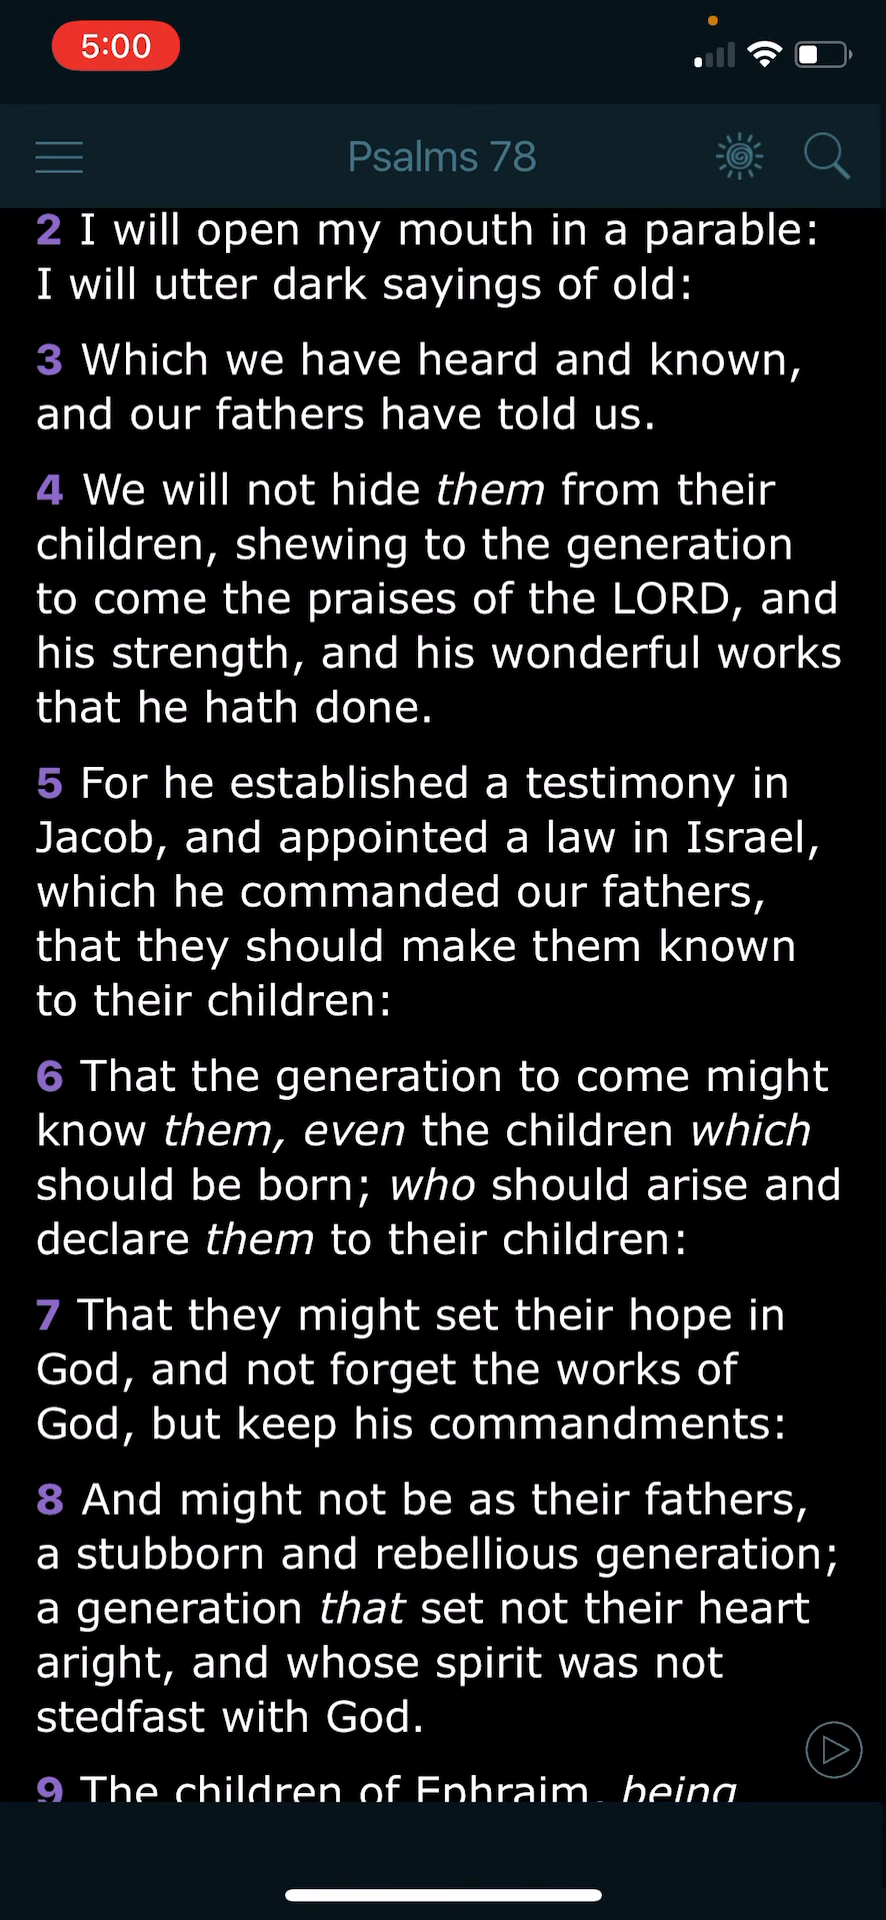 5:00
Psalms 78
2 I will open my mouth in a parable:
I will utter dark sayings of old:
3 Which we have heard and known,
and our fathers have told us.
4 We will not hide them from their
children, shewing to the generation
to come the praises of the LORD, and
his strength, and his wonderful works
that he hath done.
5 For he established a testimony in
Jacob, and appointed a law in Israel,
which he commanded our fathers,
that they should make them known
to their children:
6 That the generation to come might
know them, even the children which
should be born; who should arise and
declare them to their children:
7 That they might set their hope in
God, and not forget the works of
God, but keep his commandments:
8 And might not be as their fathers,
a stubborn and rebellious generation;
a generation that set not their heart
aright, and whose spirit was not
stedfast with God.
9 The children of Ephraim, being